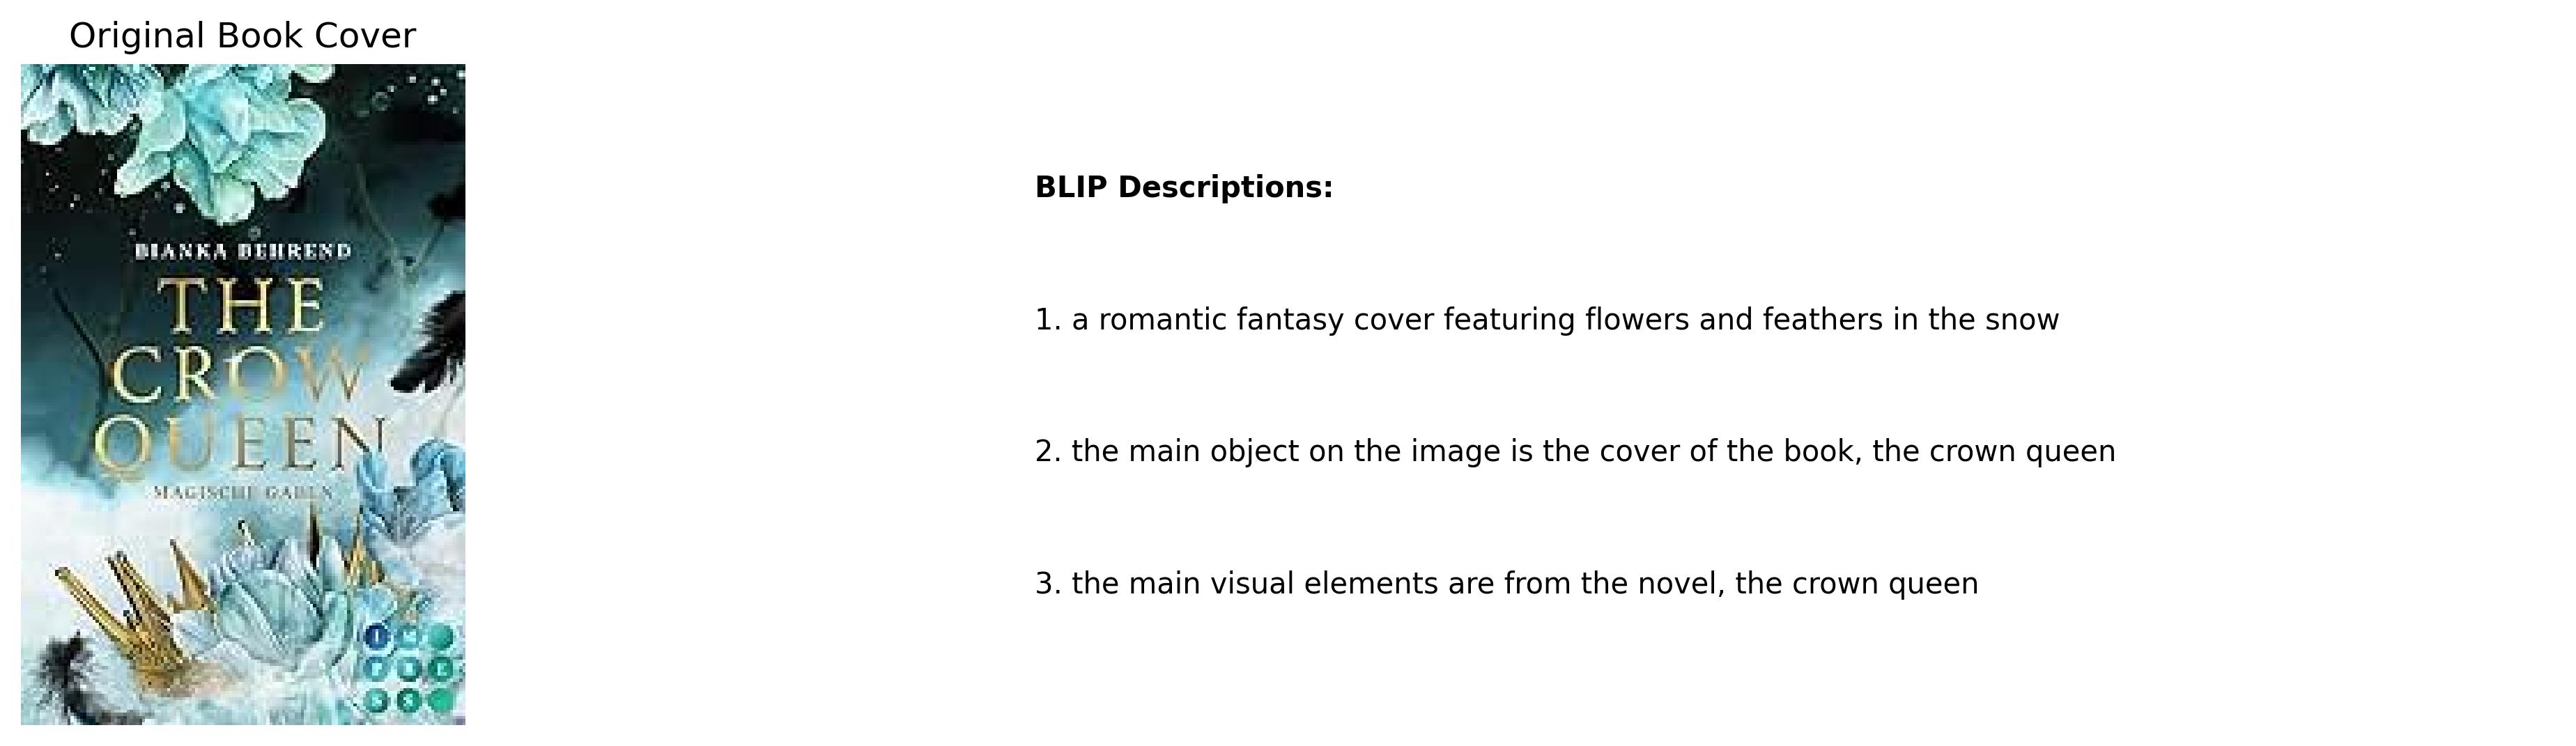 Original Book Cover
BIANKA BEHREND
THE
CROW
QUEEN
MAGISCHE GABEN
I M
P R E
S S
BLIP Descriptions:
1. a romantic fantasy cover featuring flowers and feathers in the snow
2. the main object on the image is the cover of the book, the crown queen
3. the main visual elements are from the novel, the crown queen